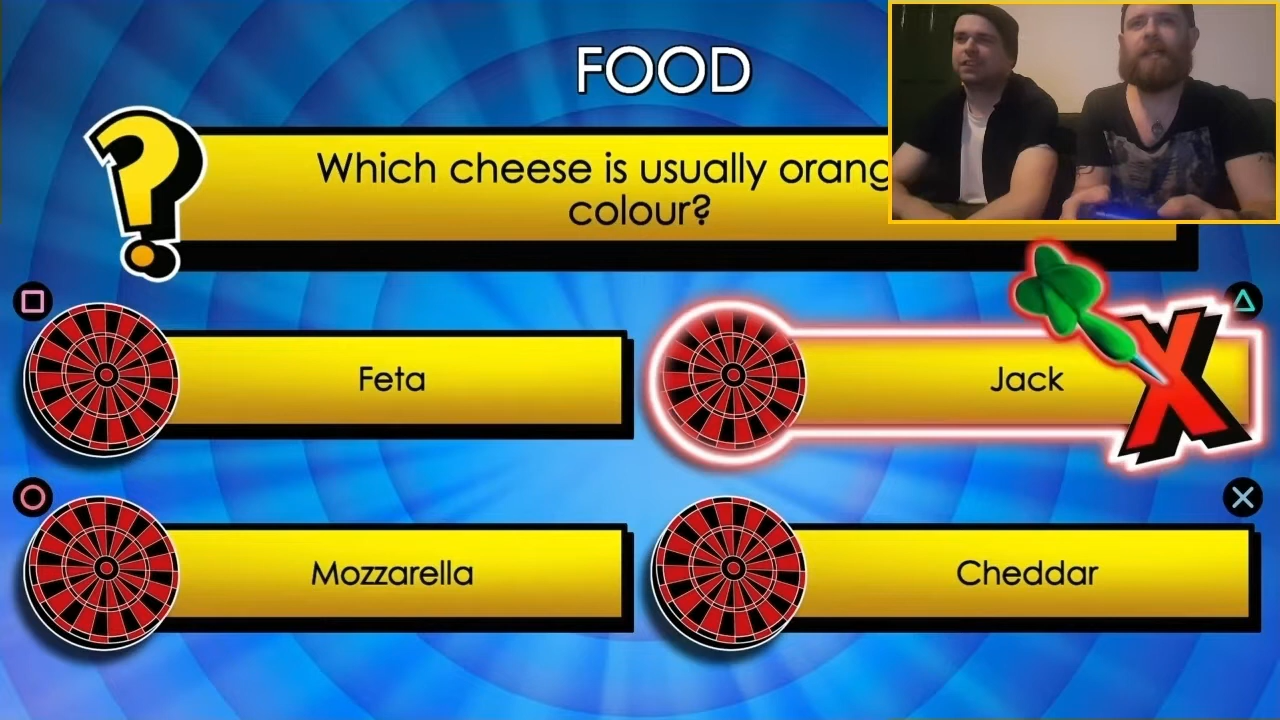 FOOD
Which cheese is usually orang
colour?
Feta
Jack
Mozzarella
Cheddar